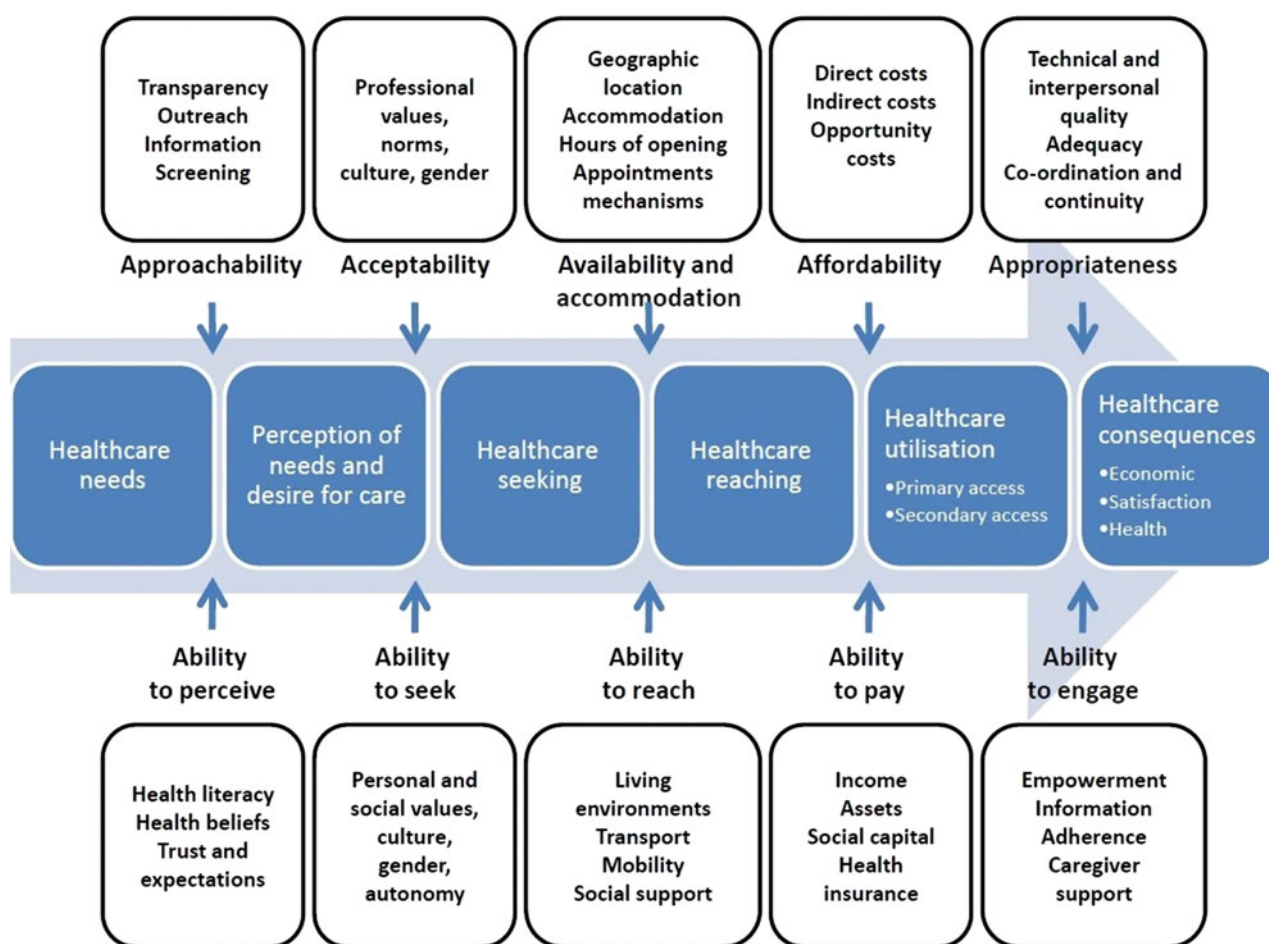 Transparency
Outreach
Information
Screening
Professional
values,
norms,
culture, gender
Geographic
location
Accommodation
Hours of opening
Appointments
mechanisms
Direct costs
Indirect costs
Opportunity
costs
Technical and
interpersonal
quality
Adequacy
Co-ordination and
continuity
Approachability
Acceptability
Availability and
accommodation
Affordability
Appropriateness
Healthcare
needs
Perception of
needs and
desire for care
Healthcare
seeking
Healthcare
reaching
Healthcare
utilisation
•Primary access
•Secondary access
Healthcare
consequences
•Economic
•Satisfaction
•Health
Ability
to perceive
Ability
to seek
Ability
to reach
Ability
to pay
Ability
to engage
Health literacy
Health beliefs
Trust and
expectations
Personal and
social values,
culture,
gender,
autonomy
Living
environments
Transport
Mobility
Social support
Income
Assets
Social capital
Health
insurance
Empowerment
Information
Adherence
Caregiver
support